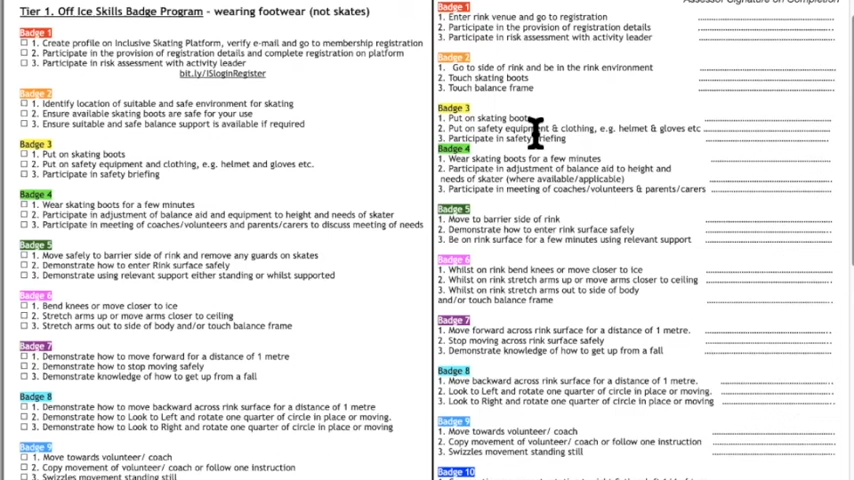 Tier 1. Off Ice Skills Badge Program - wearing footwear (not skates)
Badge 1
☐ 1. Create profile on Inclusive Skating Platform, verify e-mail and go to membership registration
☐ 2. Participate in the provision of registration details and complete registration on platform
☐ 3. Participate in risk assessment with activity leader
bit.ly/ISloginRegister
Badge 2
☐ 1. Identify location of suitable and safe environment for skating
☐ 2. Ensure available skating boots are safe for your use
☐ 3. Ensure suitable and safe balance support is available if required
Badge 3
☐ 1. Put on skating boots
☐ 2. Put on safety equipment and clothing, e.g. helmet and gloves etc.
☐ 3. Participate in safety briefing
Badge 4
☐ 1. Wear skating boots for a few minutes
☐ 2. Participate in adjustment of balance aid and equipment to height and needs of skater
☐ 3. Participate in meeting of coaches/volunteers and parents/carers to discuss meeting of needs
Badge 5
☐ 1. Move safely to barrier side of rink and remove any guards on skates
☐ 2. Demonstrate how to enter Rink surface safely
☐ 3. Demonstrate using relevant support either standing or whilst supported
Badge 6
☐ 1. Bend knees or move closer to ice
☐ 2. Stretch arms up or move arms closer to ceiling
☐ 3. Stretch arms out to side of body and/or touch balance frame
Badge 7
☐ 1. Demonstrate how to move forward for a distance of 1 metre
☐ 2. Demonstrate how to stop moving safely
☐ 3. Demonstrate knowledge of how to get up from a fall
Badge 8
☐ 1. Demonstrate how to move backward across rink surface for a distance of 1 metre
☐ 2. Demonstrate how to Look to Left and rotate one quarter of circle in place or moving.
☐ 3. Demonstrate how to Look to Right and rotate one quarter of circle in place or moving
Badge 9
☐ 1. Move towards volunteer/ coach
☐ 2. Copy movement of volunteer/ coach or follow one instruction
☐ 3. Swizzles movement standing still
Assessor Signature on Completion
Badge 1
1. Enter rink venue and go to registration
2. Participate in the provision of registration details
3. Participate in risk assessment with activity leader
Badge 2
1. Go to side of rink and be in the rink environment
2. Touch skating boots
3. Touch balance frame
Badge 3
1. Put on skating boots
2. Put on safety equipment & clothing, e.g. helmet & gloves etc
3. Participate in safety briefing
Badge 4
1. Wear skating boots for a few minutes
2. Participate in adjustment of balance aid to height and
needs of skater (where available/applicable)
3. Participate in meeting of coaches/volunteers & parents/carers
Badge 5
1. Move to barrier side of rink
2. Demonstrate how to enter rink surface safely
3. Be on rink surface for a few minutes using relevant support
Badge 6
1. Whilst on rink bend knees or move closer to ice
2. Whilst on rink stretch arms up or move arms closer to ceiling
3. Whilst on rink stretch arms out to side of body
and/or touch balance frame
Badge 7
1. Move forward across rink surface for a distance of 1 metre.
2. Stop moving across rink surface safely
3. Demonstrate knowledge of how to get up from a fall
Badge 8
1. Move backward across rink surface for a distance of 1 metre.
2. Look to Left and rotate one quarter of circle in place or moving.
3. Look to Right and rotate one quarter of circle in place or moving
Badge 9
1. Move towards volunteer/ coach
2. Copy movement of volunteer/ coach or follow one instruction
3. Swizzles movement standing still
Badge 10